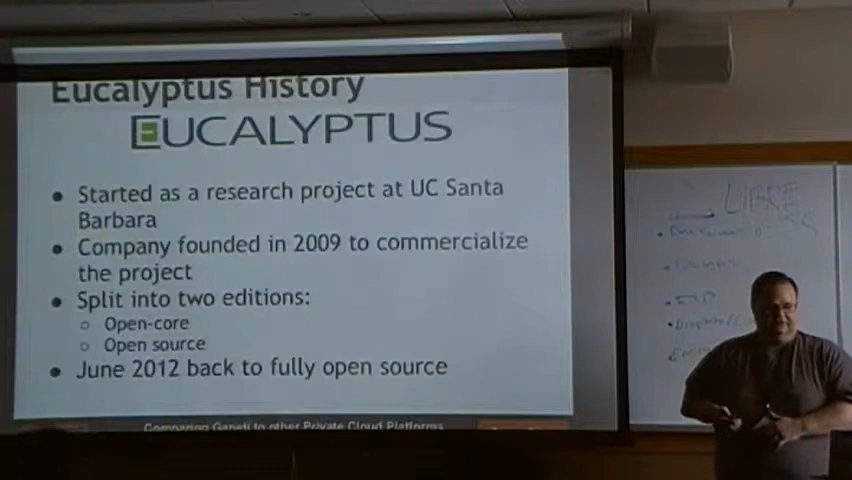 Eucalyptus History
EUCALYPTUS
• Started as a research project at UC Santa
Barbara
• Company founded in 2009 to commercialize
the project
• Split into two editions:
○ Open-core
○ Open source
• June 2012 back to fully open source
Comparing Ganeti to other Private Cloud Platforms
LIBRE